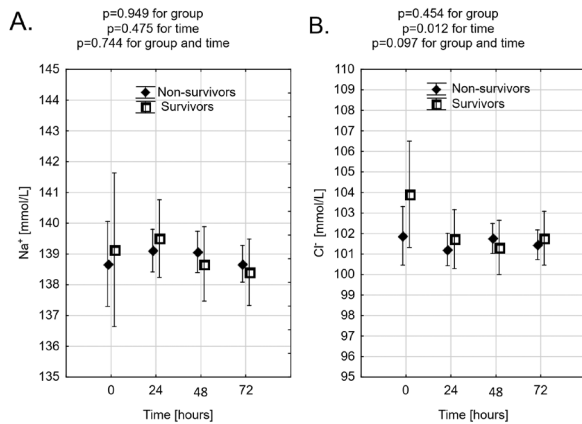 A.
p=0.949 for group
p=0.475 for time
p=0.744 for group and time
Non-survivors
Survivors
Na⁺ [mmol/L]
145
144
143
142
141
140
139
138
137
136
135
0 24 48 72
Time [hours]
B.
p=0.454 for group
p=0.012 for time
p=0.097 for group and time
Non-survivors
Survivors
Cl⁻ [mmol/L]
110
109
108
107
106
105
104
103
102
101
100
99
98
97
96
95
0 24 48 72
Time [hours]